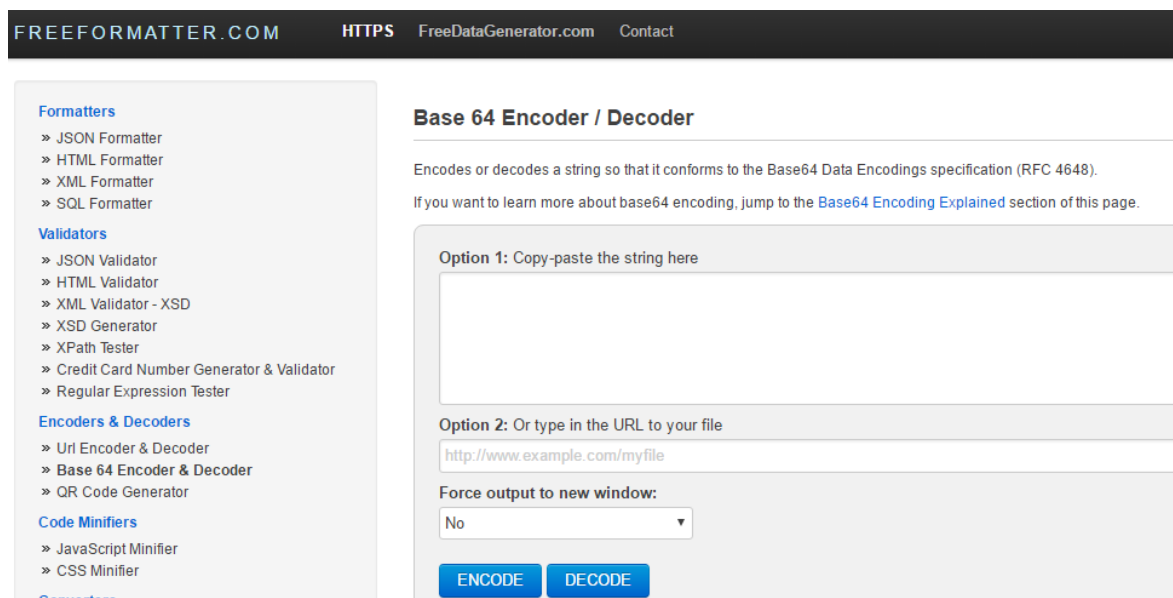 FREEFORMATTER.COM HTTPS FreeDataGenerator.com Contact
Formatters
» JSON Formatter
» HTML Formatter
» XML Formatter
» SQL Formatter
Validators
» JSON Validator
» HTML Validator
» XML Validator - XSD
» XSD Generator
» XPath Tester
» Credit Card Number Generator & Validator
» Regular Expression Tester
Encoders & Decoders
» Url Encoder & Decoder
» Base 64 Encoder & Decoder
» QR Code Generator
Code Minifiers
» JavaScript Minifier
» CSS Minifier
Base 64 Encoder / Decoder
Encodes or decodes a string so that it conforms to the Base64 Data Encodings specification (RFC 4648).
If you want to learn more about base64 encoding, jump to the Base64 Encoding Explained section of this page.
Option 1: Copy-paste the string here
Option 2: Or type in the URL to your file
http://www.example.com/myfile
Force output to new window:
No
ENCODE DECODE